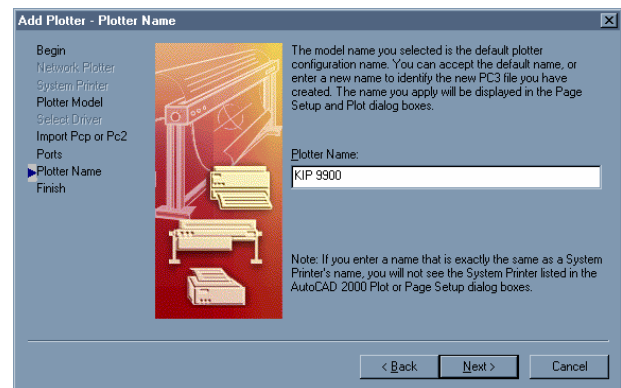 Add Plotter - Plotter Name
Begin
Network Plotter
System Printer
Plotter Model
Select Driver
Import Pcp or Pc2
Ports
Plotter Name
Finish
The model name you selected is the default plotter
configuration name. You can accept the default name, or
enter a new name to identify the new PC3 file you have
created. The name you apply will be displayed in the Page
Setup and Plot dialog boxes.
Plotter Name:
KIP 9900
Note: If you enter a name that is exactly the same as a System
Printer's name, you will not see the System Printer listed in the
AutoCAD 2000 Plot or Page Setup dialog boxes.
< Back
Next >
Cancel